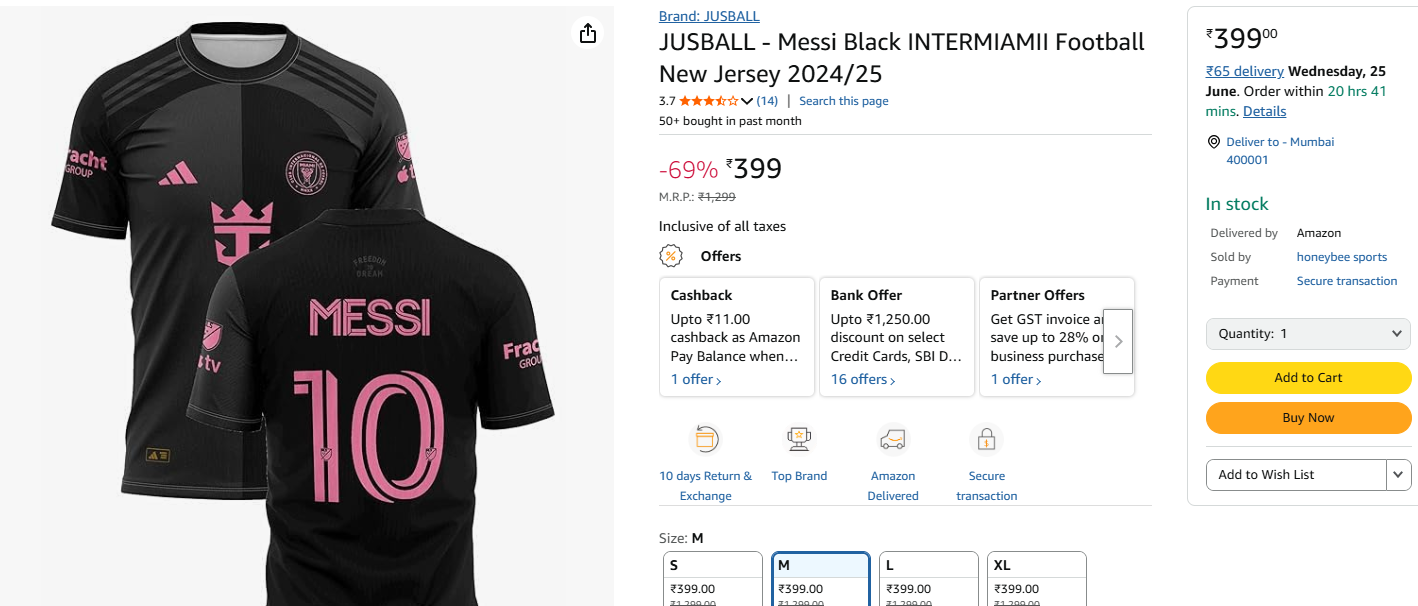 Fracht
GROUP
MIAMI
FREEDOM
TO
DREAM
MESSI
10
tv
Frac
GROU
Brand: JUSBALL
JUSBALL - Messi Black INTERMIAMII Football
New Jersey 2024/25
3.7 (14) | Search this page
50+ bought in past month
-69% ₹399
M.R.P.: ₹1,299
Inclusive of all taxes
Offers
Cashback
Upto ₹11.00
cashback as Amazon
Pay Balance when…
1 offer
Bank Offer
Upto ₹1,250.00
discount on select
Credit Cards, SBI D…
16 offers
Partner Offers
Get GST invoice a
save up to 28% o
business purchase
1 offer
10 days Return &
Exchange
Top Brand
Amazon
Delivered
Secure
transaction
Size: M
S
₹399.00
₹1,299.00
M
₹399.00
₹1,299.00
L
₹399.00
₹1,299.00
XL
₹399.00
₹1,299.00
₹39900
₹65 delivery Wednesday, 25
June. Order within 20 hrs 41
mins. Details
Deliver to - Mumbai
400001
In stock
Delivered by Amazon
Sold by honeybee sports
Payment Secure transaction
Quantity: 1
Add to Cart
Buy Now
Add to Wish List